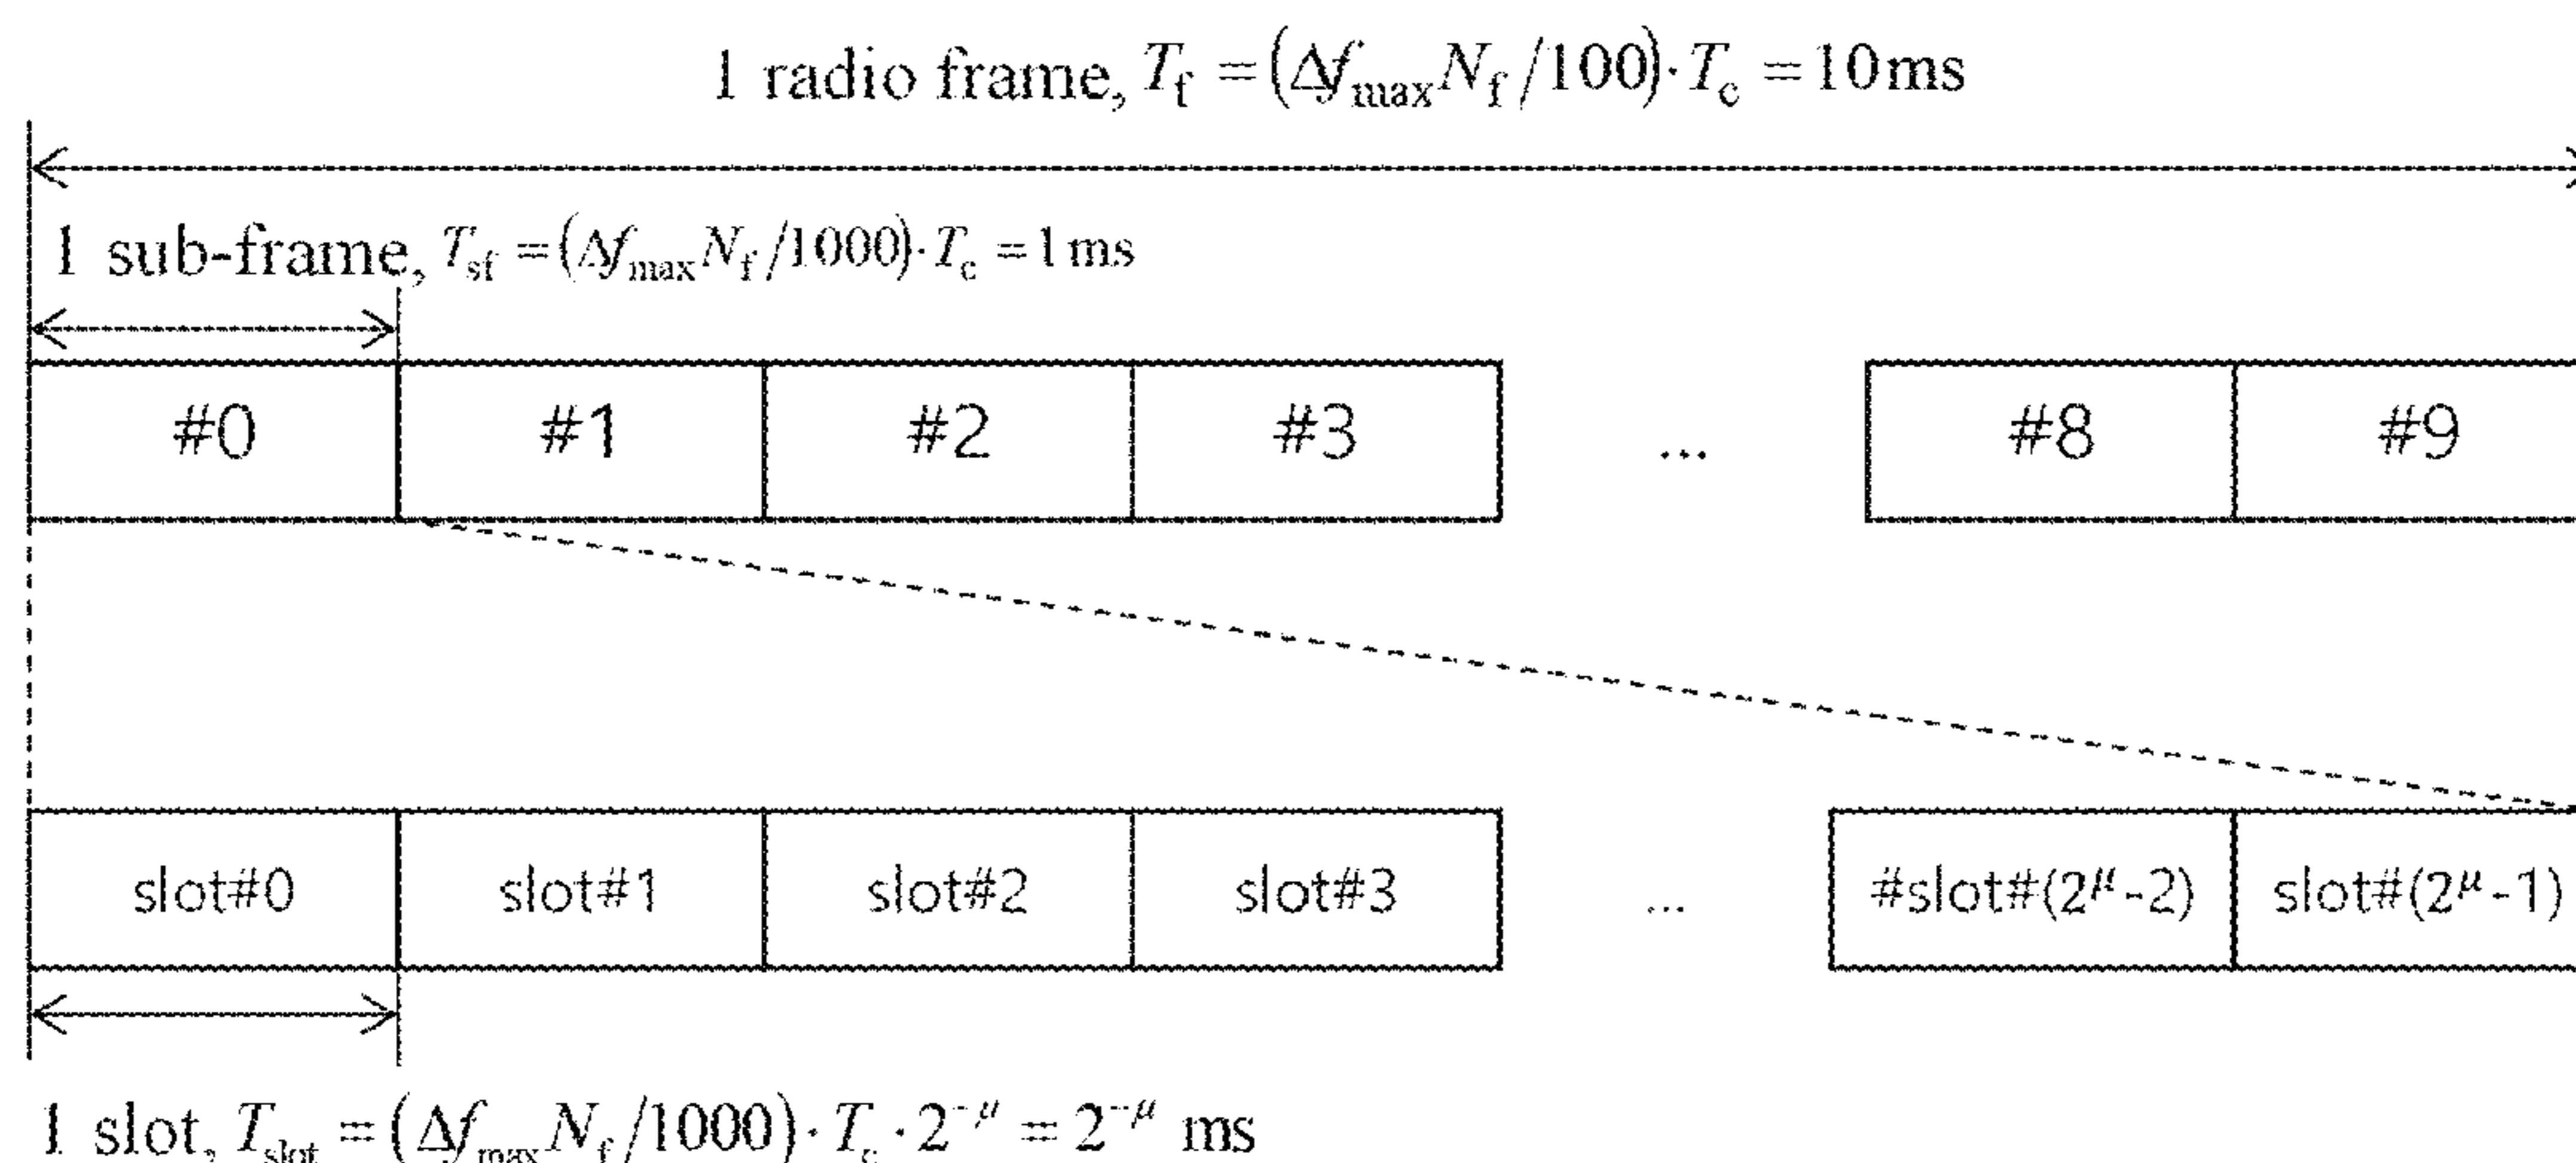 1 radio frame, T_f = (Δf_max N_f /100)· T_c = 10 ms
1 sub-frame, T_sf = (Δf_max N_f /1000)· T_c = 1 ms
#0 #1 #2 #3 ... #8 #9
slot#0 slot#1 slot#2 slot#3 ... #slot#(2^μ-2) slot#(2^μ-1)
1 slot, T_slot = (Δf_max N_f /1000)· T_c · 2^-μ = 2^-μ ms